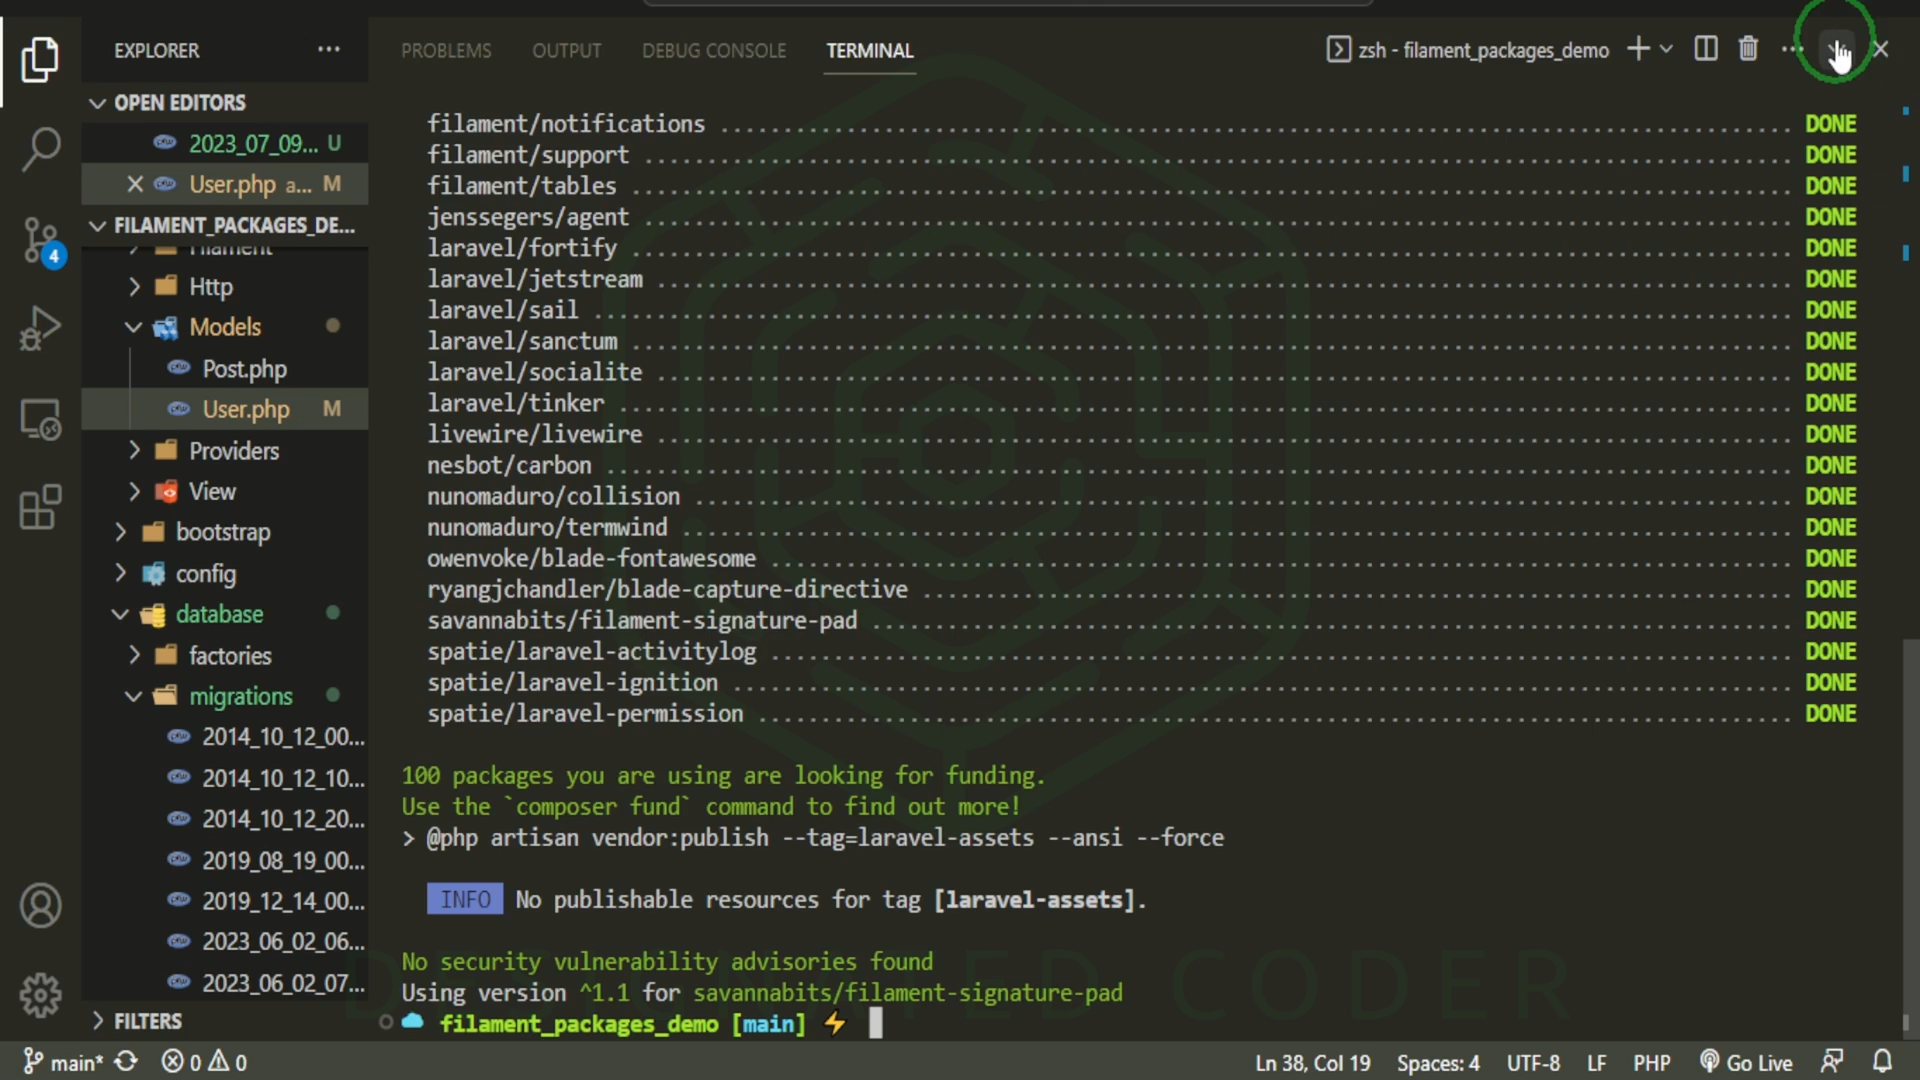 EXPLORER
PROBLEMS OUTPUT DEBUG CONSOLE TERMINAL
zsh - filament_packages_demo
OPEN EDITORS
2023_07_09... U
User.php a... M
FILAMENT_PACKAGES_DE...
Filament
Http
Models
Post.php
User.php M
Providers
View
bootstrap
config
database
factories
migrations
2014_10_12_00...
2014_10_12_10...
2014_10_12_20...
2019_08_19_00...
2019_12_14_00...
2023_06_02_06...
2023_06_02_07...
FILTERS
4
filament/notifications ........ DONE
filament/support ........ DONE
filament/tables ........ DONE
jenssegers/agent ........ DONE
laravel/fortify ........ DONE
laravel/jetstream ........ DONE
laravel/sail ........ DONE
laravel/sanctum ........ DONE
laravel/socialite ........ DONE
laravel/tinker ........ DONE
livewire/livewire ........ DONE
nesbot/carbon ........ DONE
nunomaduro/collision ........ DONE
nunomaduro/termwind ........ DONE
owenvoke/blade-fontawesome ........ DONE
ryangjchandler/blade-capture-directive ........ DONE
savannabits/filament-signature-pad ........ DONE
spatie/laravel-activitylog ........ DONE
spatie/laravel-ignition ........ DONE
spatie/laravel-permission ........ DONE
100 packages you are using are looking for funding.
Use the `composer fund` command to find out more!
> @php artisan vendor:publish --tag=laravel-assets --ansi --force
INFO No publishable resources for tag [laravel-assets].
No security vulnerability advisories found
Using version ^1.1 for savannabits/filament-signature-pad
filament_packages_demo [main]
CODER
main* 0 0
Ln 38, Col 19 Spaces: 4 UTF-8 LF PHP Go Live